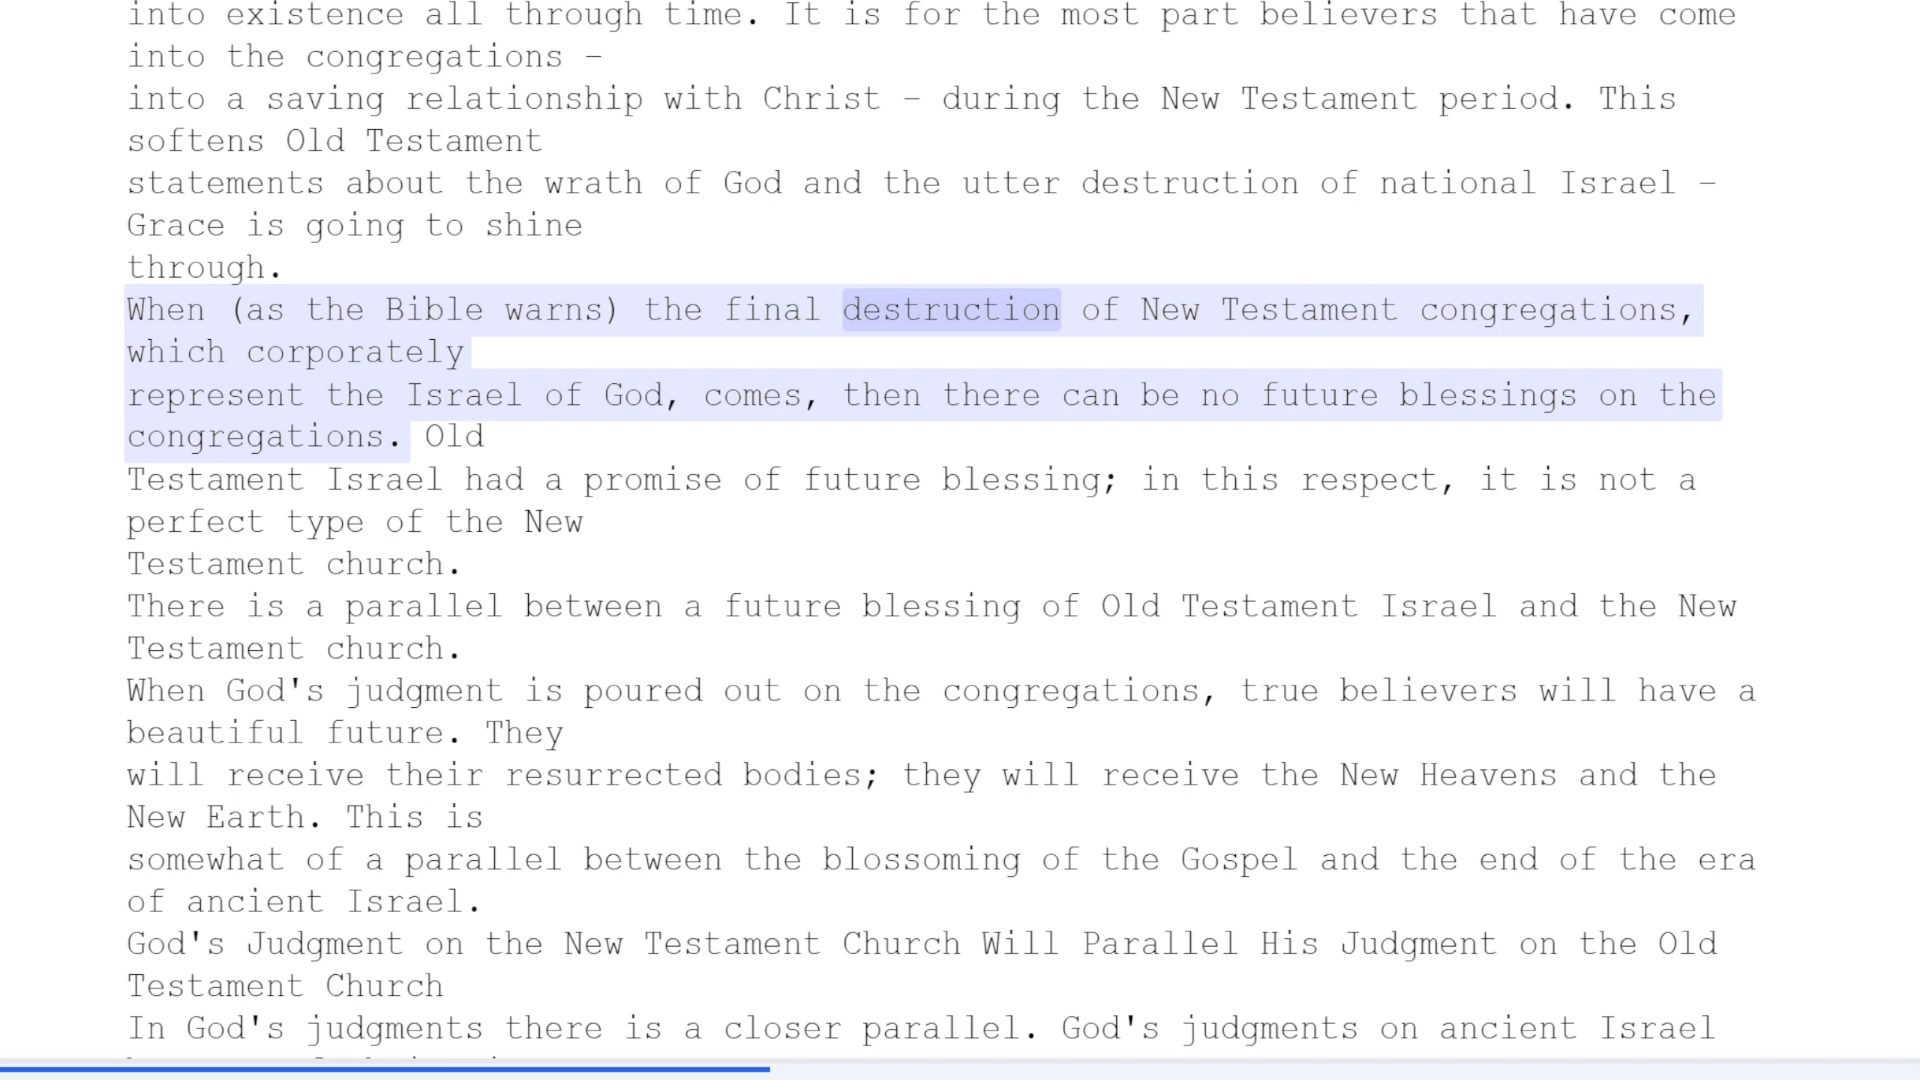 into existence all through time. It is for the most part believers that have come
into the congregations –
into a saving relationship with Christ – during the New Testament period. This
softens Old Testament
statements about the wrath of God and the utter destruction of national Israel –
Grace is going to shine
through.
When (as the Bible warns) the final destruction of New Testament congregations,
which corporately
represent the Israel of God, comes, then there can be no future blessings on the
congregations. Old
Testament Israel had a promise of future blessing; in this respect, it is not a
perfect type of the New
Testament church.
There is a parallel between a future blessing of Old Testament Israel and the New
Testament church.
When God's judgment is poured out on the congregations, true believers will have a
beautiful future. They
will receive their resurrected bodies; they will receive the New Heavens and the
New Earth. This is
somewhat of a parallel between the blossoming of the Gospel and the end of the era
of ancient Israel.
God's Judgment on the New Testament Church Will Parallel His Judgment on the Old
Testament Church
In God's judgments there is a closer parallel. God's judgments on ancient Israel